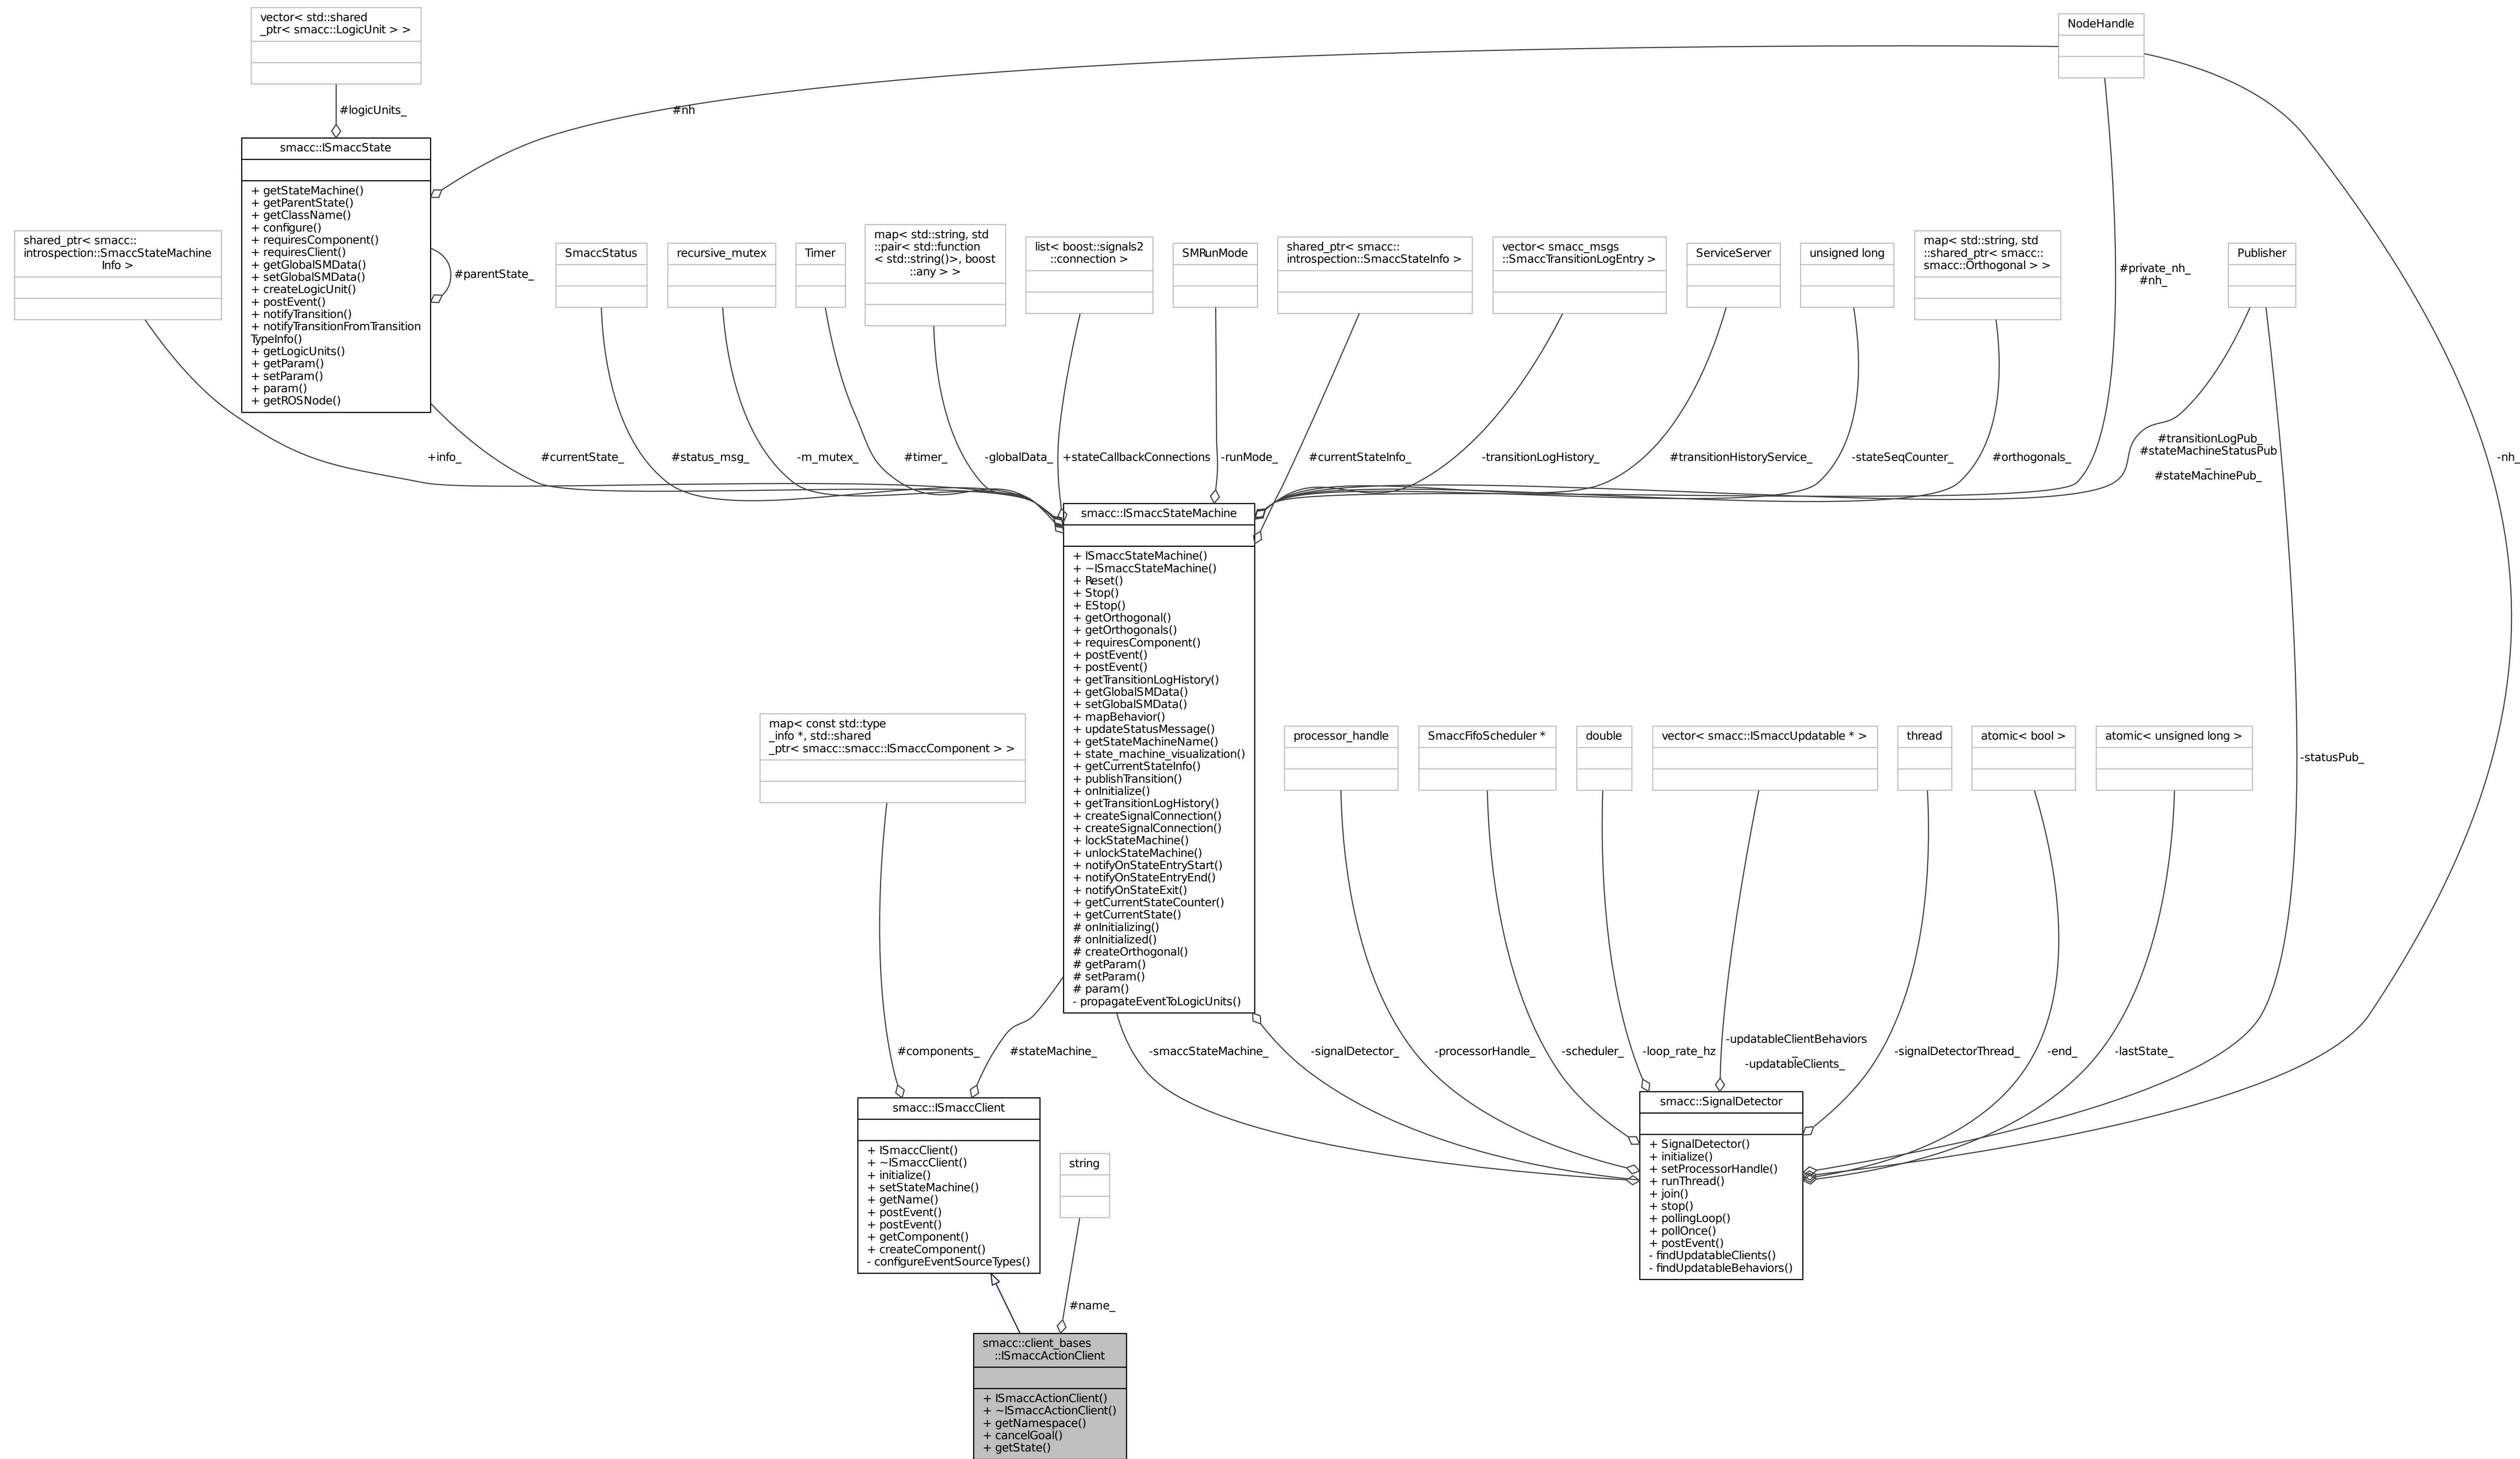 vector< std::shared
_ptr< smacc::LogicUnit > >
NodeHandle
#logicUnits_
#nh
smacc::ISmaccState
+ getStateMachine()
+ getParentState()
+ getClassName()
+ configure()
+ requiresComponent()
+ requiresClient()
+ getGlobalSMData()
+ setGlobalSMData()
+ createLogicUnit()
+ postEvent()
+ notifyTransition()
+ notifyTransitionFromTransition
TypeInfo()
+ getLogicUnits()
+ getParam()
+ setParam()
+ param()
+ getROSNode()
#parentState_
shared_ptr< smacc::
introspection::SmaccStateMachine
Info >
SmaccStatus
recursive_mutex
Timer
map< std::string, std
::pair< std::function
< std::string()>, boost
::any > >
list< boost::signals2
::connection >
SMRunMode
shared_ptr< smacc::
introspection::SmaccStateInfo >
vector< smacc_msgs
::SmaccTransitionLogEntry >
ServiceServer
unsigned long
map< std::string, std
::shared_ptr< smacc::
smacc::Orthogonal > >
#private_nh_
#nh_
Publisher
+info_
#currentState_
#status_msg_
-m_mutex_
#timer_
-globalData_
+stateCallbackConnections
-runMode_
#currentStateInfo_
-transitionLogHistory_
#transitionHistoryService_
-stateSeqCounter_
#orthogonals_
#transitionLogPub_
#stateMachineStatusPub
_
#stateMachinePub_
-nh_
smacc::ISmaccStateMachine
+ ISmaccStateMachine()
+ ~ISmaccStateMachine()
+ Reset()
+ Stop()
+ EStop()
+ getOrthogonal()
+ getOrthogonals()
+ requiresComponent()
+ postEvent()
+ postEvent()
+ getTransitionLogHistory()
+ getGlobalSMData()
+ setGlobalSMData()
+ mapBehavior()
+ updateStatusMessage()
+ getStateMachineName()
+ state_machine_visualization()
+ getCurrentStateInfo()
+ publishTransition()
+ onInitialize()
+ getTransitionLogHistory()
+ createSignalConnection()
+ createSignalConnection()
+ lockStateMachine()
+ unlockStateMachine()
+ notifyOnStateEntryStart()
+ notifyOnStateEntryEnd()
+ notifyOnStateExit()
+ getCurrentStateCounter()
+ getCurrentState()
# onInitializing()
# onInitialized()
# createOrthogonal()
# getParam()
# setParam()
# param()
- propagateEventToLogicUnits()
map< const std::type
_info *, std::shared
_ptr< smacc::smacc::ISmaccComponent > >
processor_handle
SmaccFifoScheduler *
double
vector< smacc::ISmaccUpdatable * >
thread
atomic< bool >
atomic< unsigned long >
-statusPub_
#components_
#stateMachine_
-smaccStateMachine_
-signalDetector_
-processorHandle_
-scheduler_
-loop_rate_hz
-updatableClientBehaviors
_
-updatableClients_
-signalDetectorThread_
-end_
-lastState_
smacc::ISmaccClient
+ ISmaccClient()
+ ~ISmaccClient()
+ initialize()
+ setStateMachine()
+ getName()
+ postEvent()
+ postEvent()
+ getComponent()
+ createComponent()
- configureEventSourceTypes()
string
smacc::SignalDetector
+ SignalDetector()
+ initialize()
+ setProcessorHandle()
+ runThread()
+ join()
+ stop()
+ pollingLoop()
+ pollOnce()
+ postEvent()
- findUpdatableClients()
- findUpdatableBehaviors()
#name_
smacc::client_bases
::ISmaccActionClient
+ ISmaccActionClient()
+ ~ISmaccActionClient()
+ getNamespace()
+ cancelGoal()
+ getState()